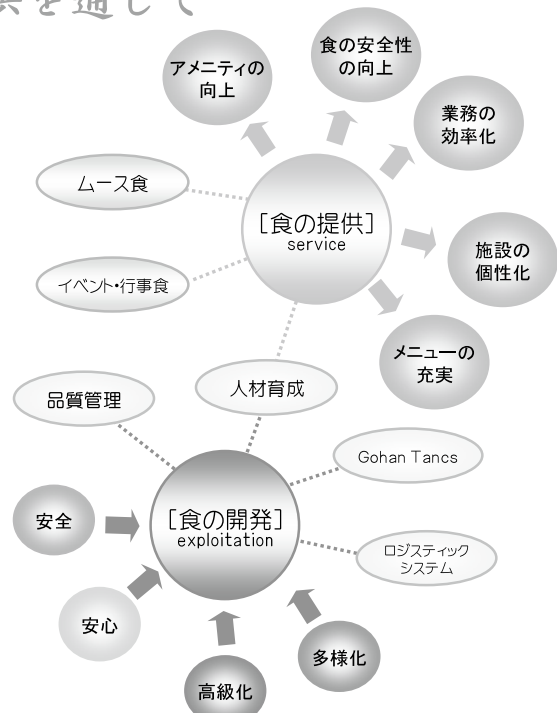 供を通して
アメニティの
向上
食の安全性
の向上
業務の
効率化
ムース食
[食の提供]
service
施設の
個性化
イベント・行事食
メニューの
充実
人材育成
品質管理
Gohan Tancs
[食の開発]
exploitation
安全
ロジスティック
システム
安心
多様化
高級化